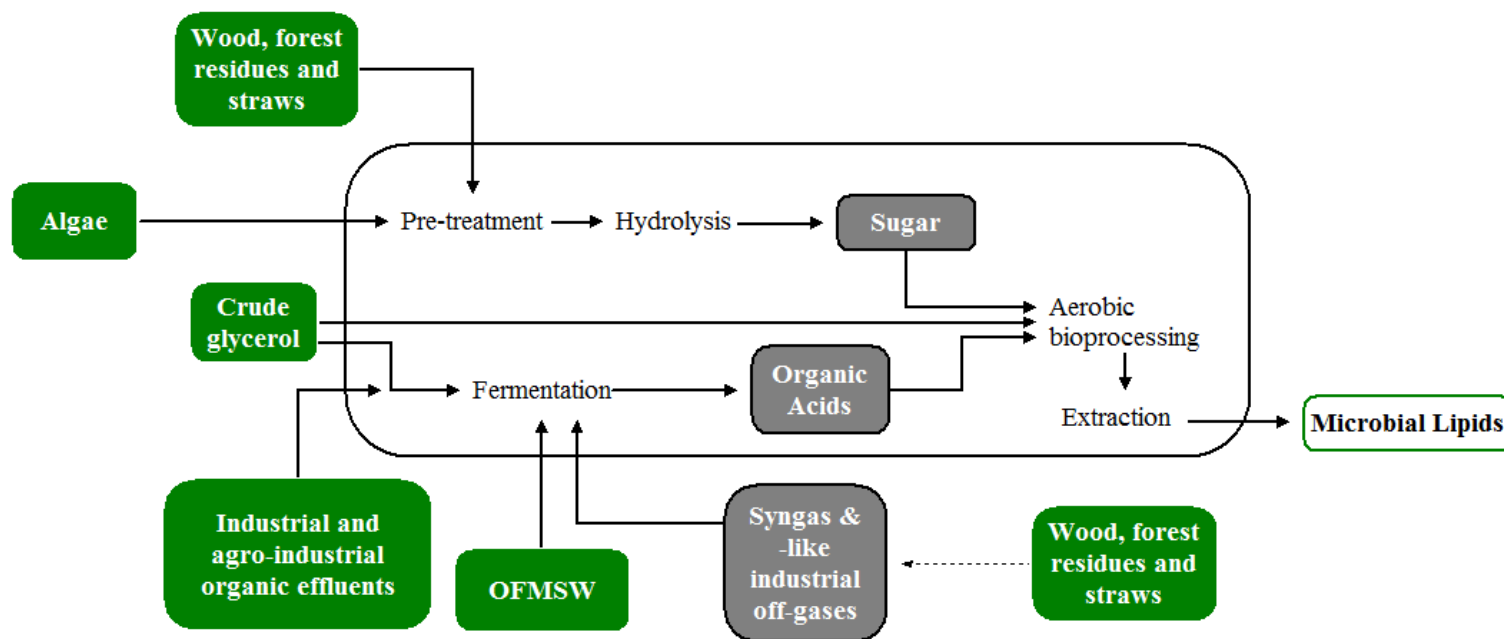 Wood, forest
residues and
straws
Algae
Pre-treatment
Hydrolysis
Sugar
Crude
glycerol
Aerobic
bioprocessing
Fermentation
Organic
Acids
Extraction
Microbial Lipids
Industrial and
agro-industrial
organic effluents
OFMSW
Syngas &
-like
industrial
off-gases
Wood, forest
residues and
straws